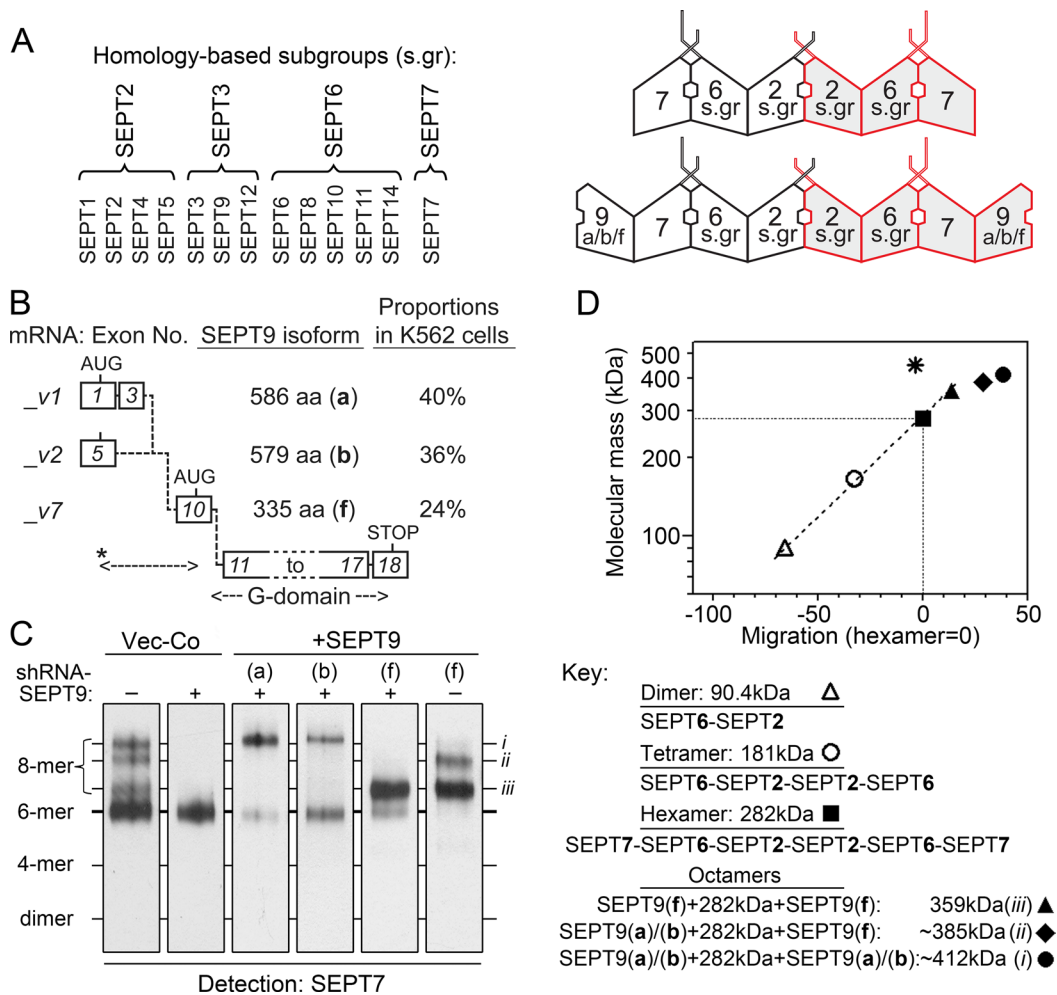 A
Homology-based subgroups (s.gr):
SEPT2 SEPT3 SEPT6 SEPT7
SEPT1 SEPT2 SEPT4 SEPT5 SEPT3 SEPT9 SEPT12 SEPT6 SEPT8 SEPT10 SEPT11 SEPT14 SEPT7
7 6 s.gr 2 s.gr 2 s.gr 6 s.gr 7
9 a/b/f 7 6 s.gr 2 s.gr 2 s.gr 6 s.gr 7 9 a/b/f
B
Proportions
mRNA: Exon No. SEPT9 isoform in K562 cells
AUG
_v1 1 3 586 aa (a) 40%
_v2 5 579 aa (b) 36%
AUG
_v7 10 335 aa (f) 24%
STOP
* 11 to 17 18
<--- G-domain --->
C
Vec-Co +SEPT9
shRNA- (a) (b) (f) (f)
SEPT9: – + + + + –
8-mer
6-mer
4-mer
dimer
i
ii
iii
Detection: SEPT7
D
Molecular mass (kDa)
500
400
300
200
100
*
-100 -50 0 50
Migration (hexamer=0)
Key:
Dimer: 90.4kDa
SEPT6-SEPT2
Tetramer: 181kDa
SEPT6-SEPT2-SEPT2-SEPT6
Hexamer: 282kDa
SEPT7-SEPT6-SEPT2-SEPT2-SEPT6-SEPT7
Octamers
SEPT9(f)+282kDa+SEPT9(f): 359kDa(iii)
SEPT9(a)/(b)+282kDa+SEPT9(f): ~385kDa (ii)
SEPT9(a)/(b)+282kDa+SEPT9(a)/(b):~412kDa (i)